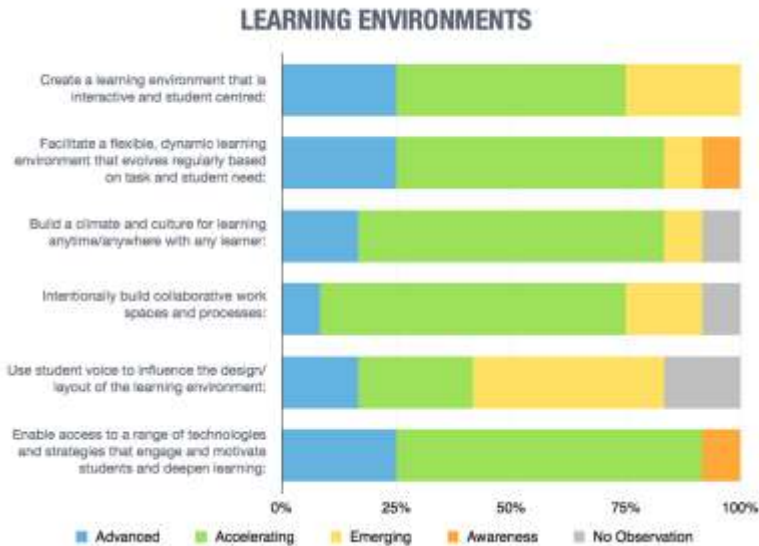 LEARNING ENVIRONMENTS
Create a learning environment that is
interactive and student centred:
Facilitate a flexible, dynamic learning
environment that evolves regularly based
on task and student need:
Build a climate and culture for learning
anytime/anywhere with any learner:
Intentionally build collaborative work
spaces and processes:
Use student voice to influence the design/
layout of the learning environment:
Enable access to a range of technologies
and strategies that engage and motivate
students and deepen learning:
0% 25% 50% 75% 100%
Advanced Accelerating Emerging Awareness No Observation